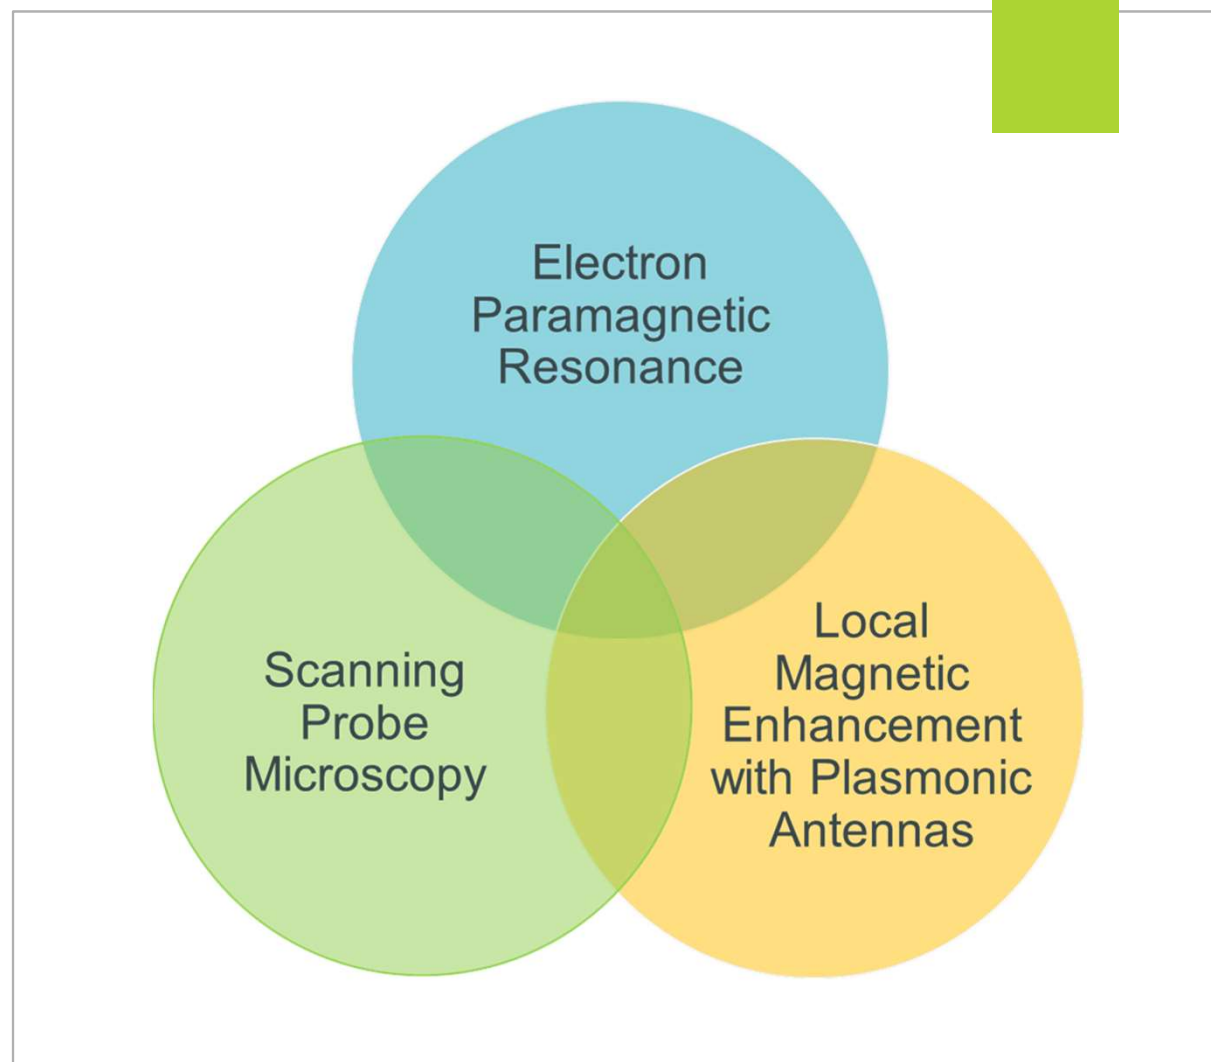 Electron
Paramagnetic
Resonance
Scanning
Probe
Microscopy
Local
Magnetic
Enhancement
with Plasmonic
Antennas